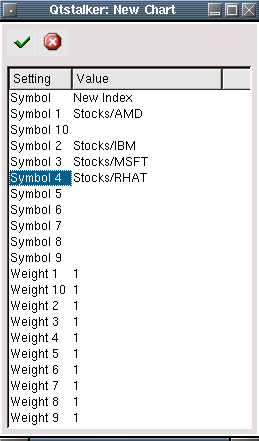 Qtstalker: New Chart
Setting Value
Symbol New Index
Symbol 1 Stocks/AMD
Symbol 10
Symbol 2 Stocks/IBM
Symbol 3 Stocks/MSFT
Symbol 4 Stocks/RHAT
Symbol 5
Symbol 6
Symbol 7
Symbol 8
Symbol 9
Weight 1 1
Weight 10 1
Weight 2 1
Weight 3 1
Weight 4 1
Weight 5 1
Weight 6 1
Weight 7 1
Weight 8 1
Weight 9 1